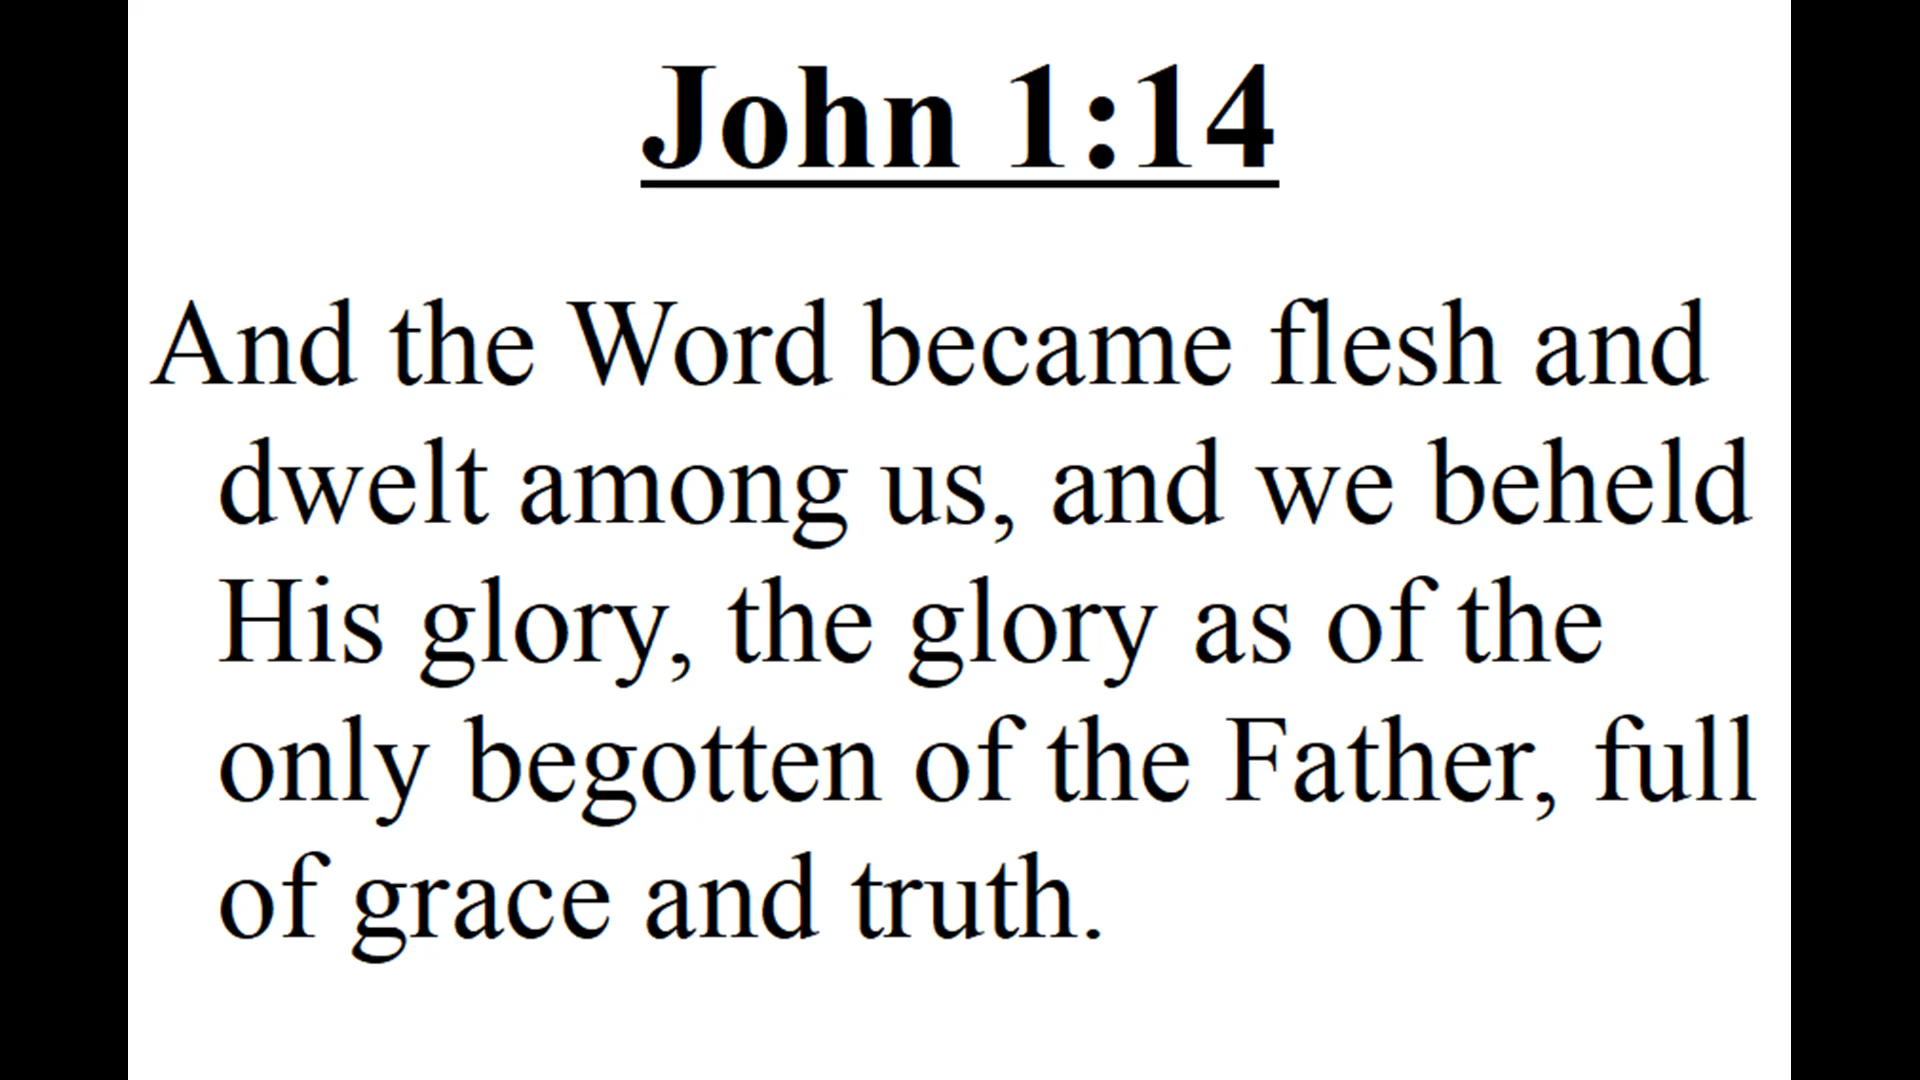 John 1:14
And the Word became flesh and
dwelt among us, and we beheld
His glory, the glory as of the
only begotten of the Father, full
of grace and truth.